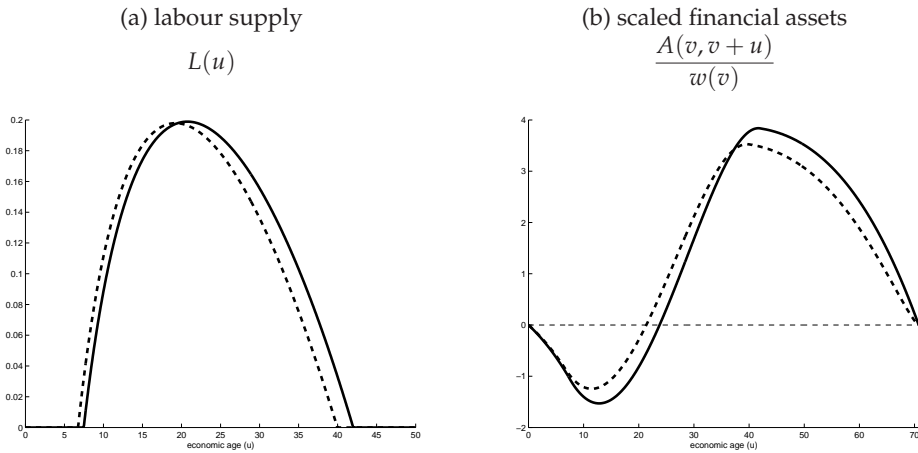 (a) labour supply
L(u)
0.2
0.18
0.16
0.14
0.12
0.1
0.08
0.06
0.04
0.02
0
0 5 10 15 20 25 30 35 40 45 50
economic age (u)
(b) scaled financial assets
A(v, v + u)
w(v)
4
3
2
1
0
−1
−2
0 10 20 30 40 50 60 70
economic age (u)